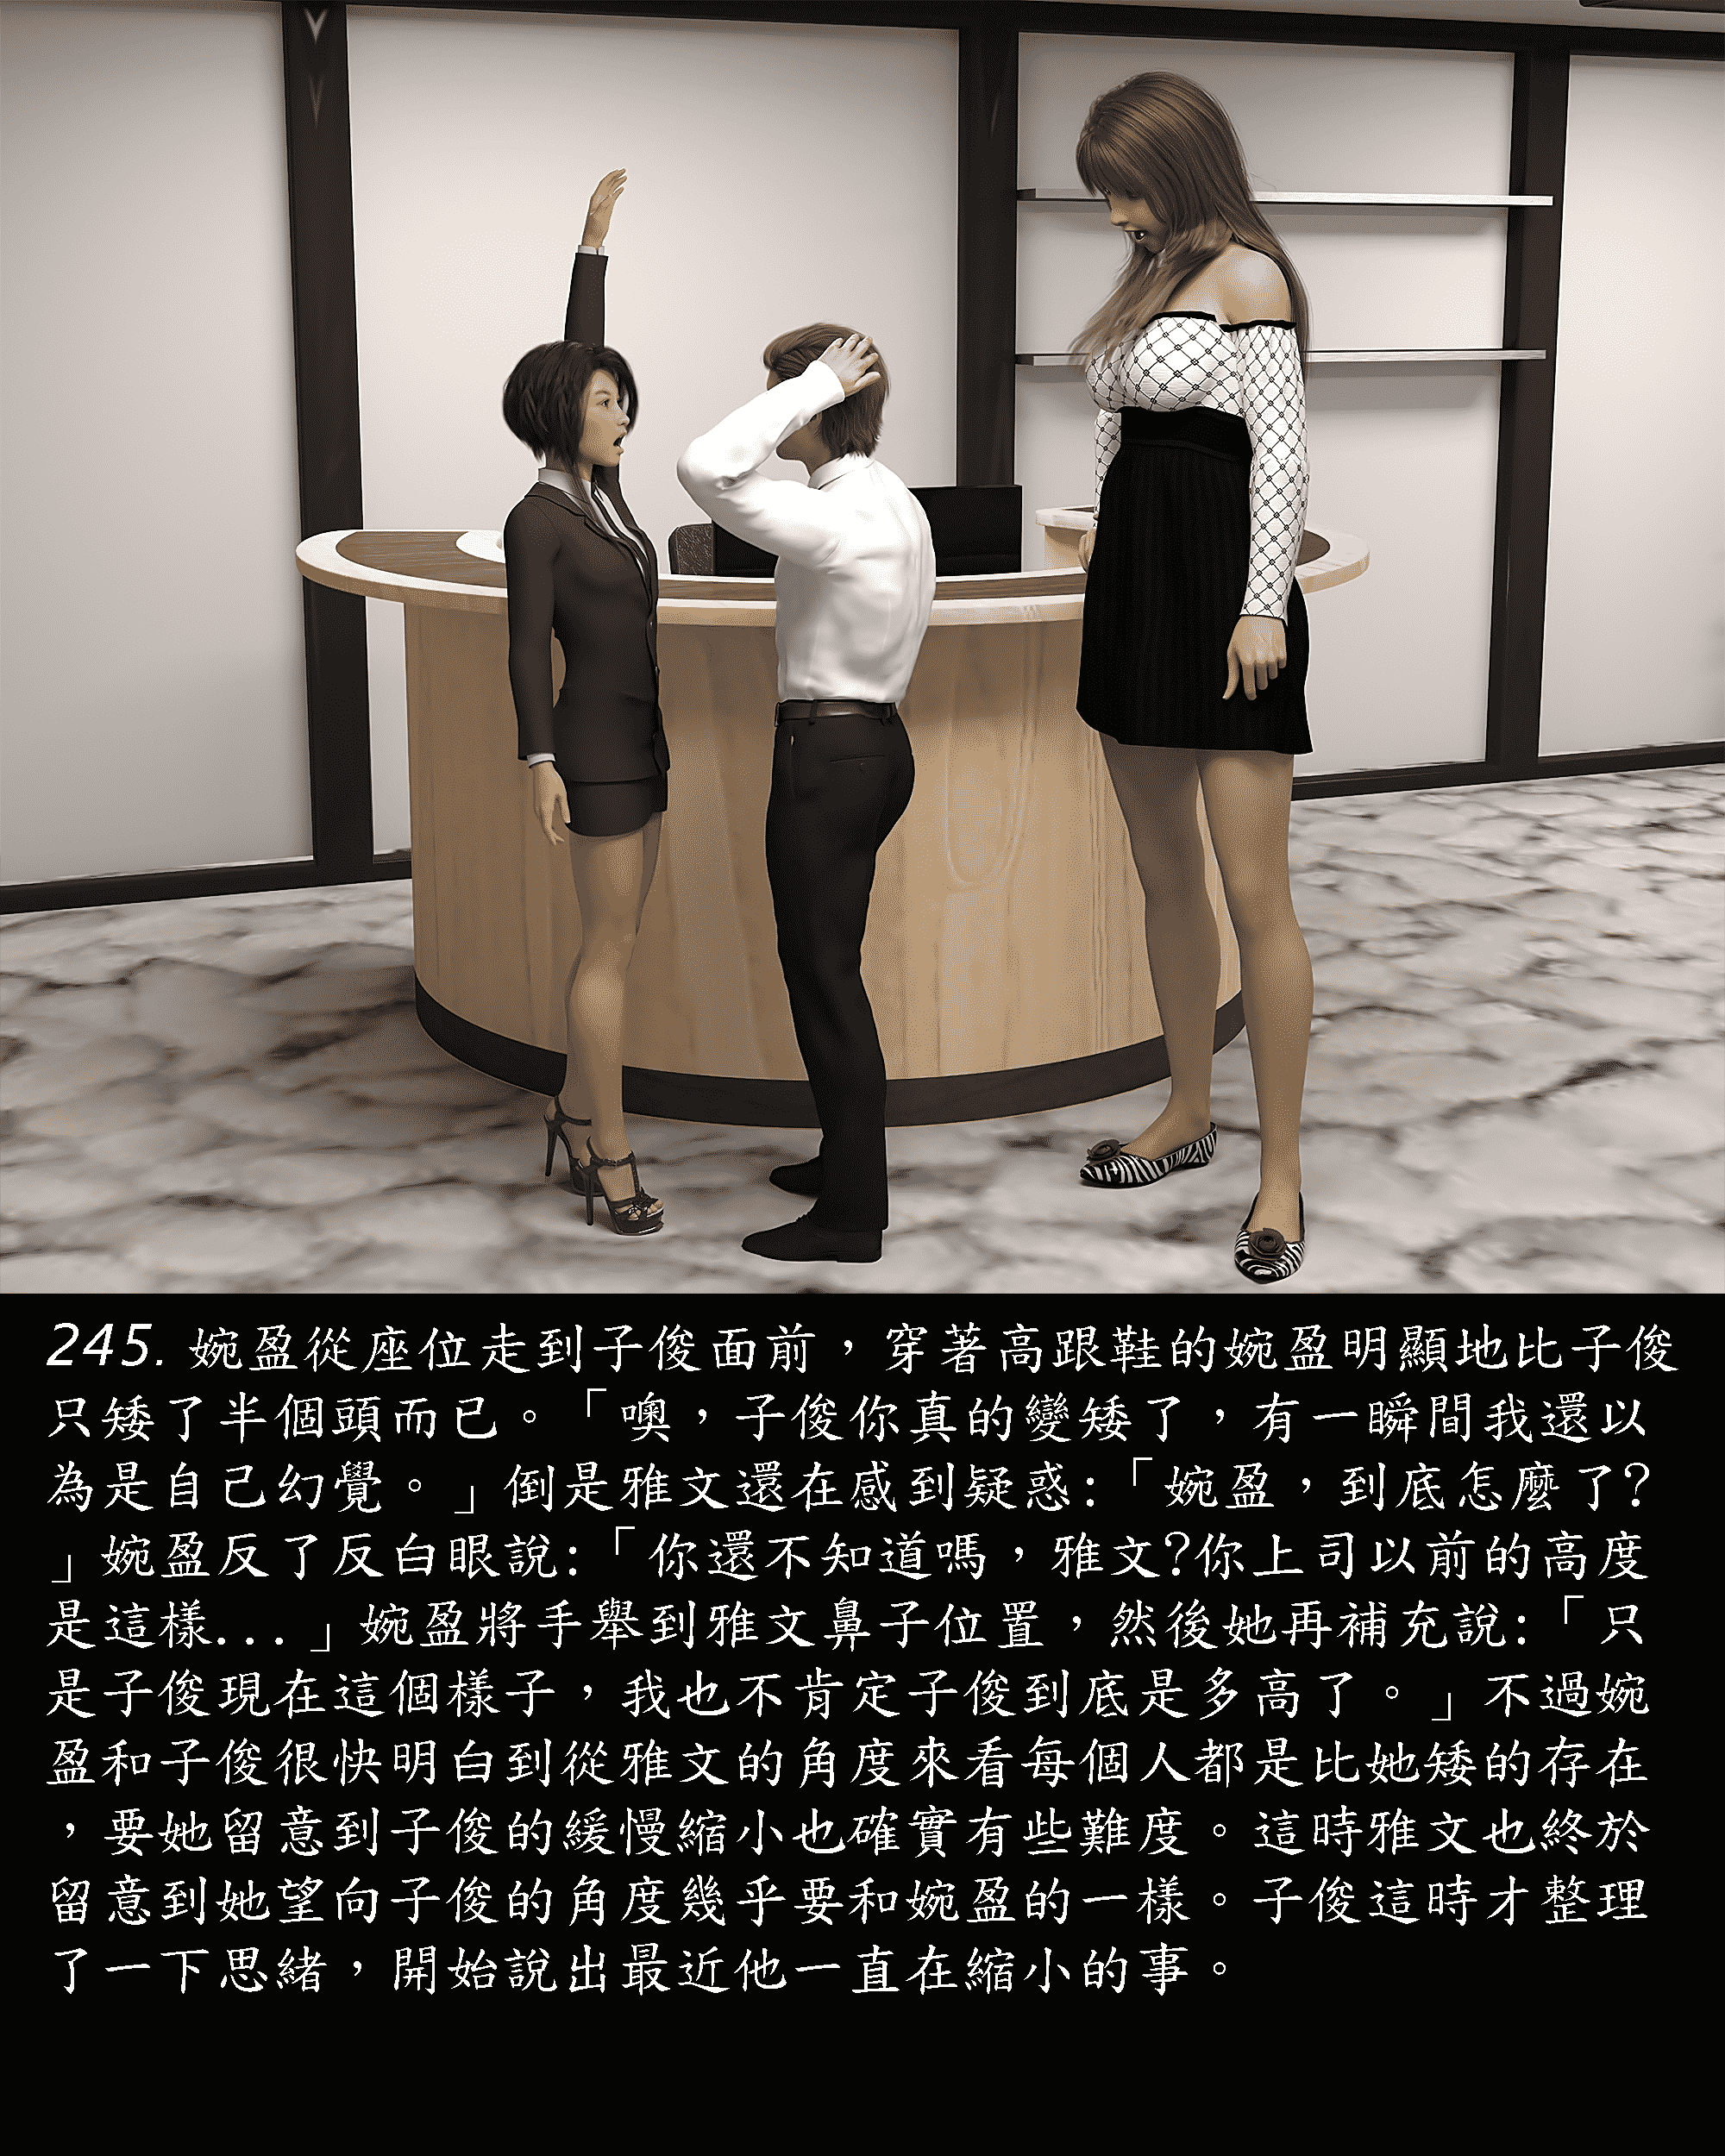 245. 婉盈從座位走到子俊面前，穿著高跟鞋的婉盈明顯地比子俊
只矮了半個頭而已。「噢，子俊你真的變矮了，有一瞬間我還以
為是自己幻覺。」倒是雅文還在感到疑惑:「婉盈，到底怎麼了?
」婉盈反了反白眼說:「你還不知道嗎，雅文?你上司以前的高度
是這樣...」婉盈將手舉到雅文鼻子位置，然後她再補充說:「只
是子俊現在這個樣子，我也不肯定子俊到底是多高了。」不過婉
盈和子俊很快明白到從雅文的角度來看每個人都是比她矮的存在
，要她留意到子俊的緩慢縮小也確實有些難度。這時雅文也終於
留意到她望向子俊的角度幾乎要和婉盈的一樣。子俊這時才整理
了一下思緒，開始說出最近他一直在縮小的事。